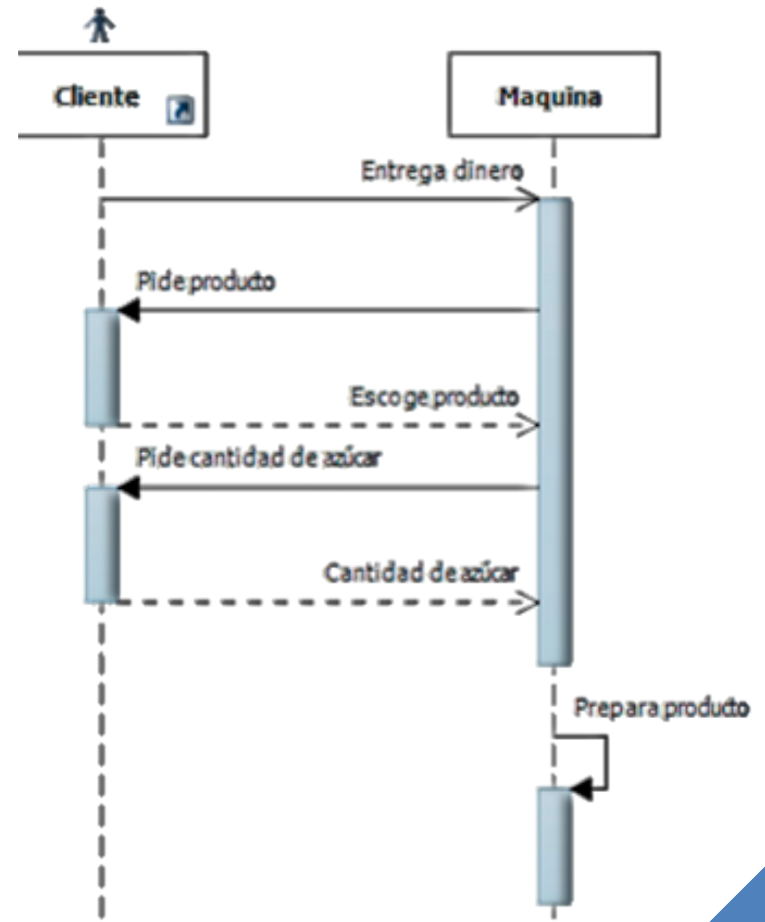 Cliente
Maquina
Entrega dinero
Pide producto
Escoge producto
Pide cantidad de azúcar
Cantidad de azúcar
Prepara producto